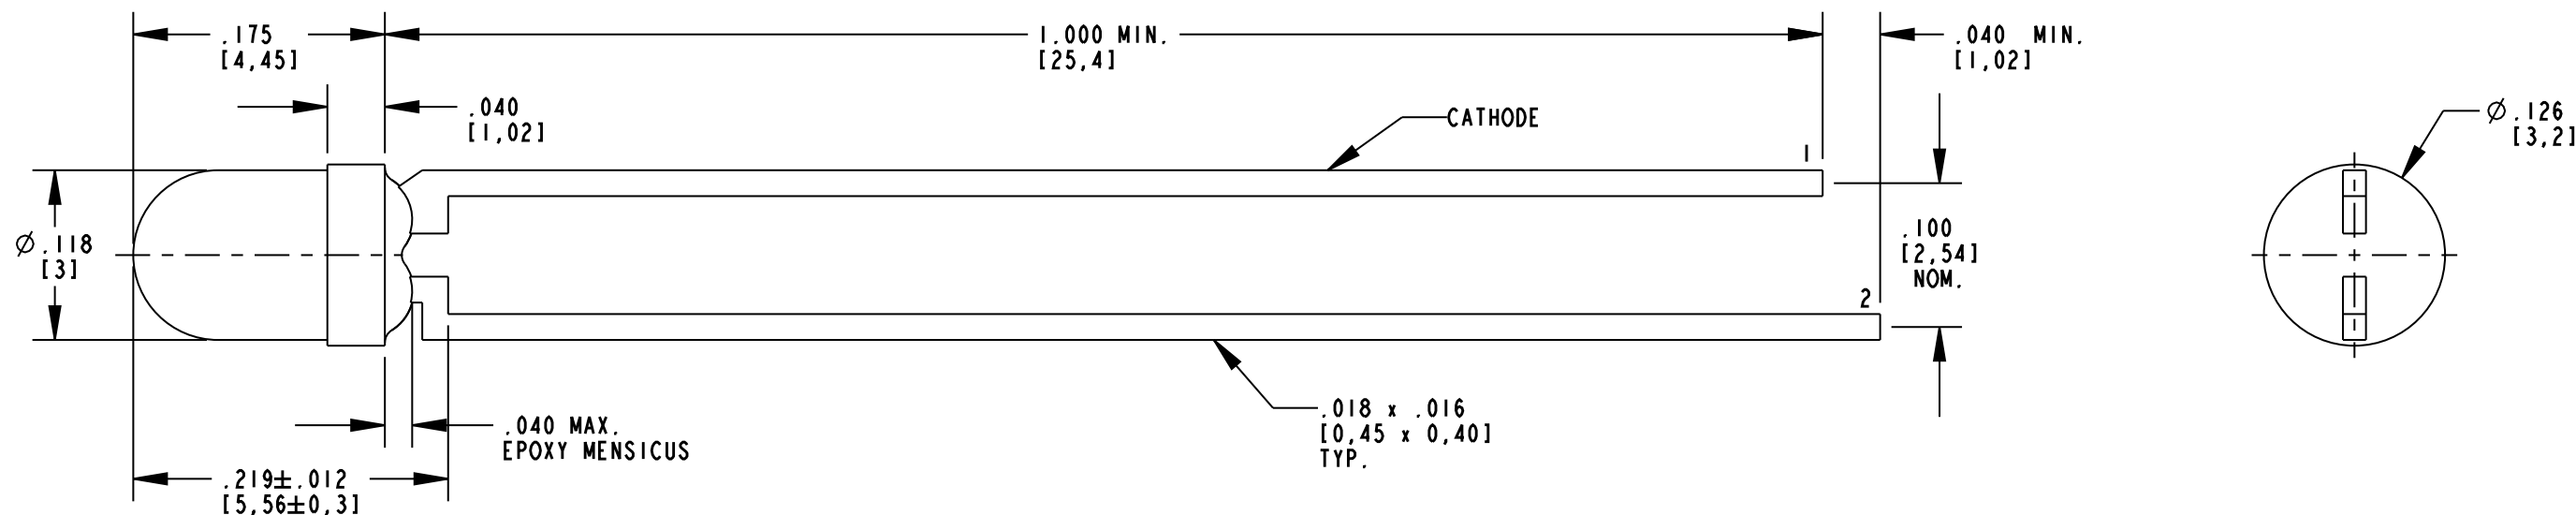 .175
[4,45]
1.000 MIN.
[25,4]
.040 MIN.
[1,02]
.040
[1,02]
CATHODE
Ø.126
[3,2]
1
Ø.118
[3]
.100
[2,54]
NOM.
2
.018 x .016
[0,45 x 0,40]
TYP.
.040 MAX.
EPOXY MENSICUS
.219±.012
[5,56±0,3]